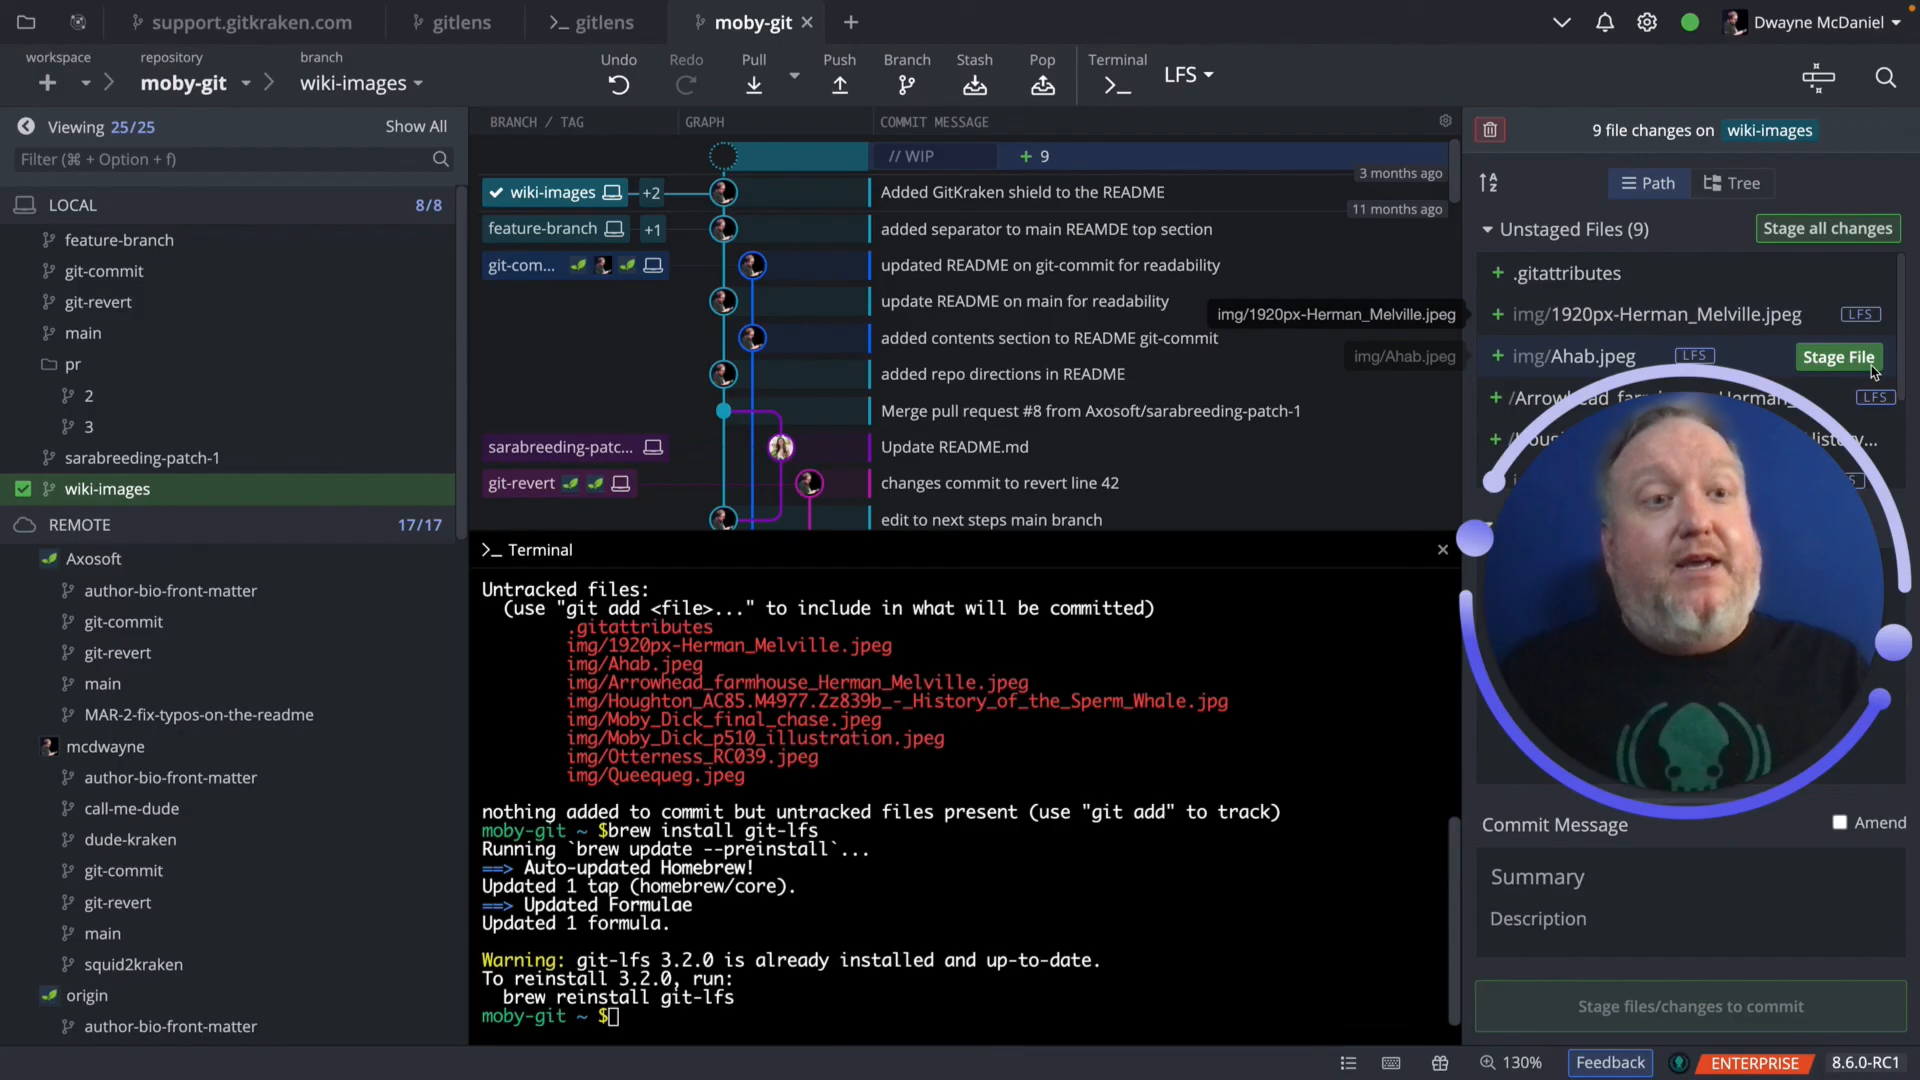 support.gitkraken.com
gitlens
>_ gitlens
moby-git
Dwayne McDaniel
workspace
repository
moby-git
branch
wiki-images
Undo
Redo
Pull
Push
Branch
Stash
Pop
Terminal
LFS
Viewing 25/25
Show All
Filter (⌘ + Option + f)
LOCAL 8/8
feature-branch
git-commit
git-revert
main
pr
2
3
sarabreeding-patch-1
wiki-images
REMOTE 17/17
Axosoft
author-bio-front-matter
git-commit
git-revert
main
MAR-2-fix-typos-on-the-readme
mcdwayne
author-bio-front-matter
call-me-dude
dude-kraken
git-commit
git-revert
main
squid2kraken
origin
author-bio-front-matter
BRANCH / TAG
GRAPH
COMMIT MESSAGE
// WIP
+ 9
3 months ago
wiki-images +2
Added GitKraken shield to the README
11 months ago
feature-branch +1
added separator to main REAMDE top section
git-com...
updated README on git-commit for readability
update README on main for readability
added contents section to README git-commit
added repo directions in README
Merge pull request #8 from Axosoft/sarabreeding-patch-1
sarabreeding-patc...
Update README.md
git-revert
changes commit to revert line 42
edit to next steps main branch
img/1920px-Herman_Melville.jpeg
img/Ahab.jpeg
>_ Terminal
Untracked files:
(use "git add <file>..." to include in what will be committed)
.gitattributes
img/1920px-Herman_Melville.jpeg
img/Ahab.jpeg
img/Arrowhead_farmhouse_Herman_Melville.jpeg
img/Houghton_AC85.M4977.Zz839b_-_History_of_the_Sperm_Whale.jpg
img/Moby_Dick_final_chase.jpeg
img/Moby_Dick_p510_illustration.jpeg
img/Otterness_RC039.jpeg
img/Queequeg.jpeg
nothing added to commit but untracked files present (use "git add" to track)
moby-git ~ $brew install git-lfs
Running `brew update --preinstall`...
==> Auto-updated Homebrew!
Updated 1 tap (homebrew/core).
==> Updated Formulae
Updated 1 formula.
Warning: git-lfs 3.2.0 is already installed and up-to-date.
To reinstall 3.2.0, run:
brew reinstall git-lfs
moby-git ~ $
9 file changes on wiki-images
Path
Tree
Unstaged Files (9)
Stage all changes
+ .gitattributes
+ img/1920px-Herman_Melville.jpeg LFS
+ img/Ahab.jpeg LFS
Stage File
LFS
Commit Message
Amend
Summary
Description
Stage files/changes to commit
130%
Feedback
ENTERPRISE
8.6.0-RC1